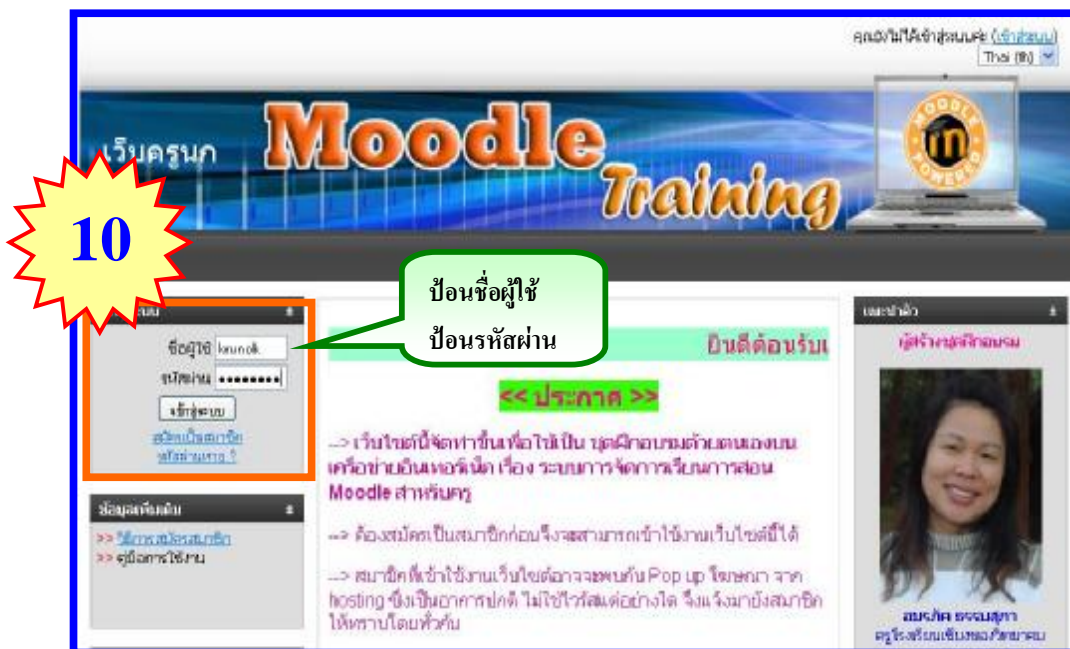 คุณยังไม่ได้เข้าสู่ระบบค่ะ (เข้าสู่ระบบ)
Thai (th)
เว็บครูนก
Moodle
Training
MOODLE
POWERED
10
ป้อนชื่อผู้ใช้
ป้อนรหัสผ่าน
ชื่อผู้ใช้ krunok
รหัสผ่าน ••••••••
เข้าสู่ระบบ
สมัครเป็นสมาชิก
ข้อมูลเพิ่มเติม
>> วิธีการสมัครสมาชิก
>> คู่มือการใช้งาน
ยินดีต้อนรับเ
<< ประกาศ >>
--> เว็บไซต์นี้จัดทำขึ้นเพื่อใช้เป็น ชุดฝึกอบรมด้วยตนเองบน
เครือข่ายอินเทอร์เน็ต เรื่อง ระบบการจัดการเรียนการสอน
Moodle สำหรับครู
--> ต้องสมัครเป็นสมาชิกก่อนจึงจะสามารถเข้าใช้งานเว็บไซต์นี้ได้
--> สมาชิกที่เข้าใช้งานเว็บไซต์อาจจะพบกับ Pop up โฆษณา จาก
hosting ซึ่งเป็นอาการปกติ ไม่ใช่ไวรัสแต่อย่างใด จึงแจ้งมายังสมาชิก
ให้ทราบโดยทั่วกัน
แนะนำตัว
ผู้สร้างชุดฝึกอบรม